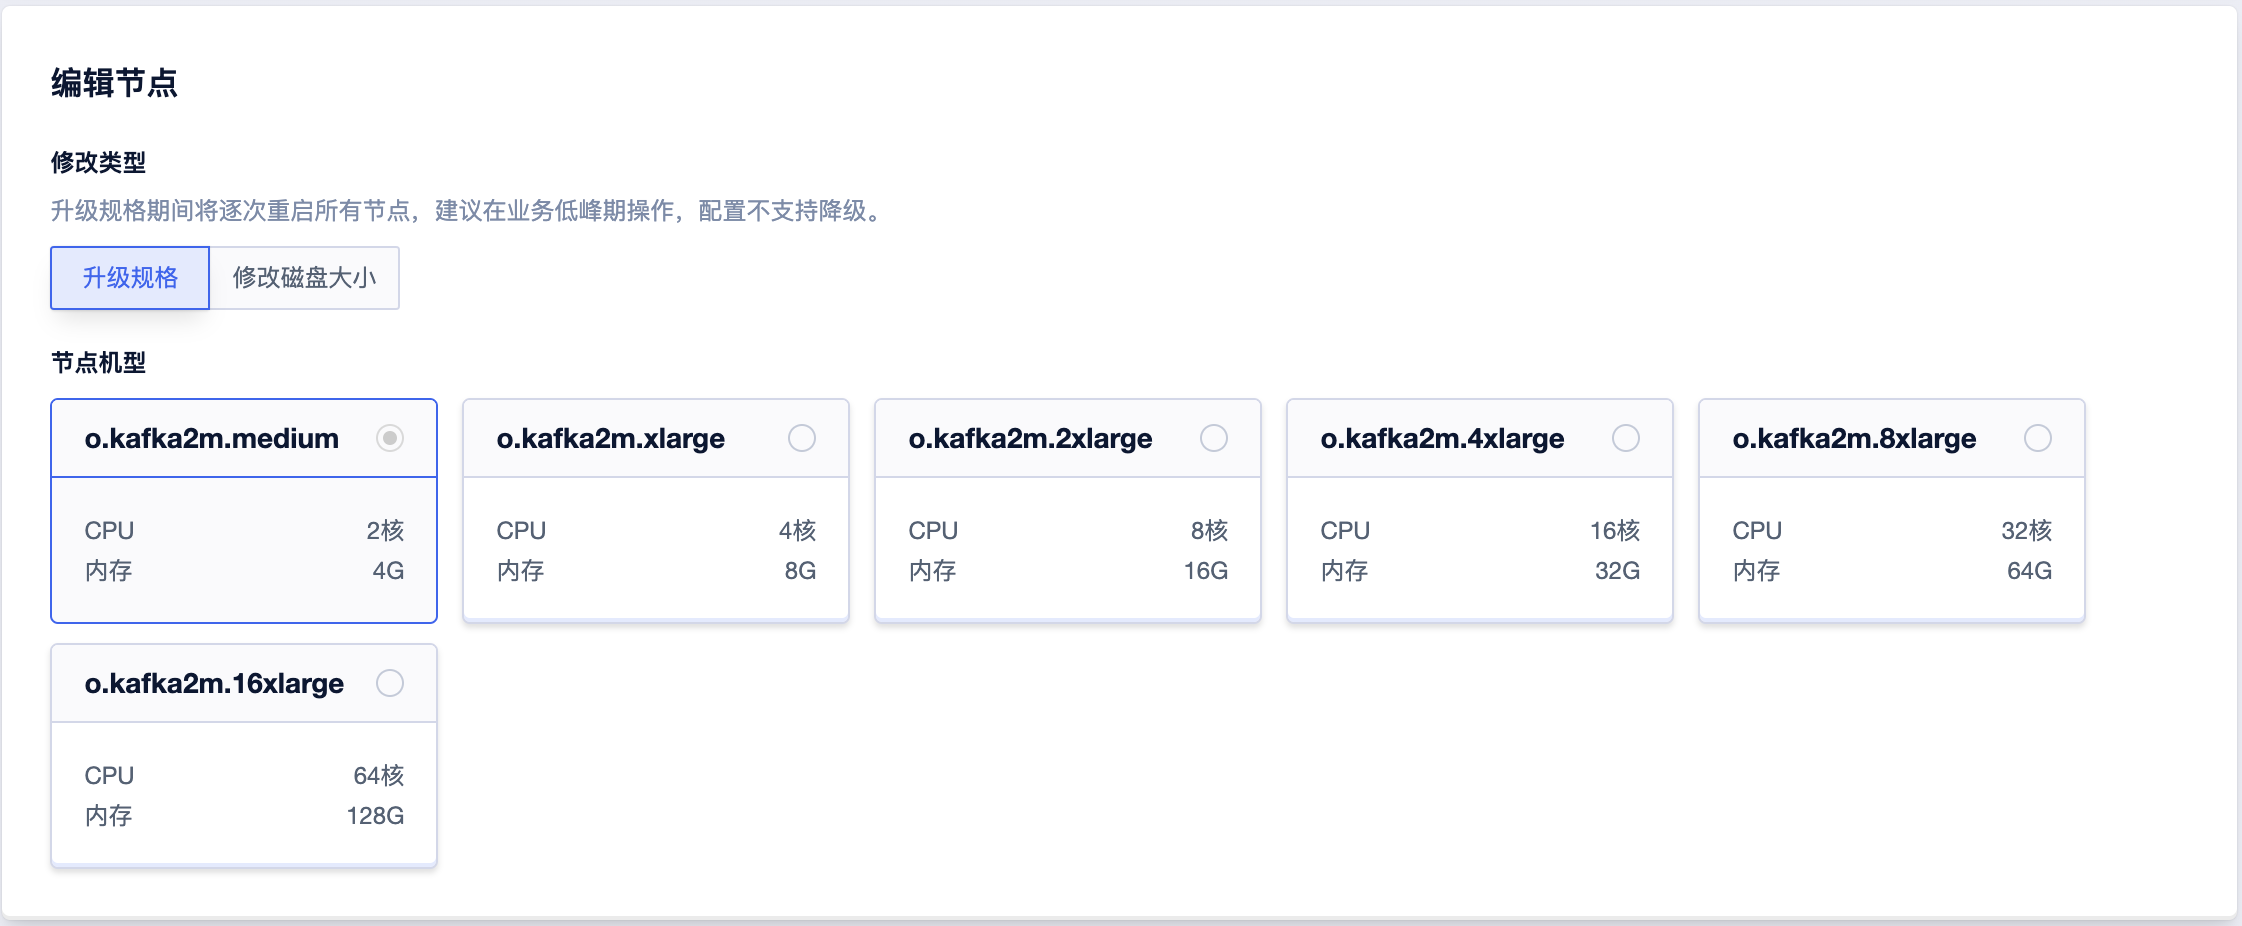 编辑节点
修改类型
升级规格期间将逐次重启所有节点，建议在业务低峰期操作，配置不支持降级。
升级规格 修改磁盘大小
节点机型
o.kafka2m.medium
CPU 2核
内存 4G
o.kafka2m.xlarge
CPU 4核
内存 8G
o.kafka2m.2xlarge
CPU 8核
内存 16G
o.kafka2m.4xlarge
CPU 16核
内存 32G
o.kafka2m.8xlarge
CPU 32核
内存 64G
o.kafka2m.16xlarge
CPU 64核
内存 128G